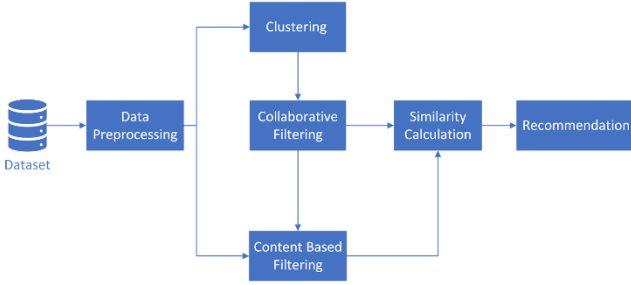 Clustering
Data
Preprocessing
Collaborative
Filtering
Similarity
Calculation
Recommendation
Dataset
Content Based
Filtering